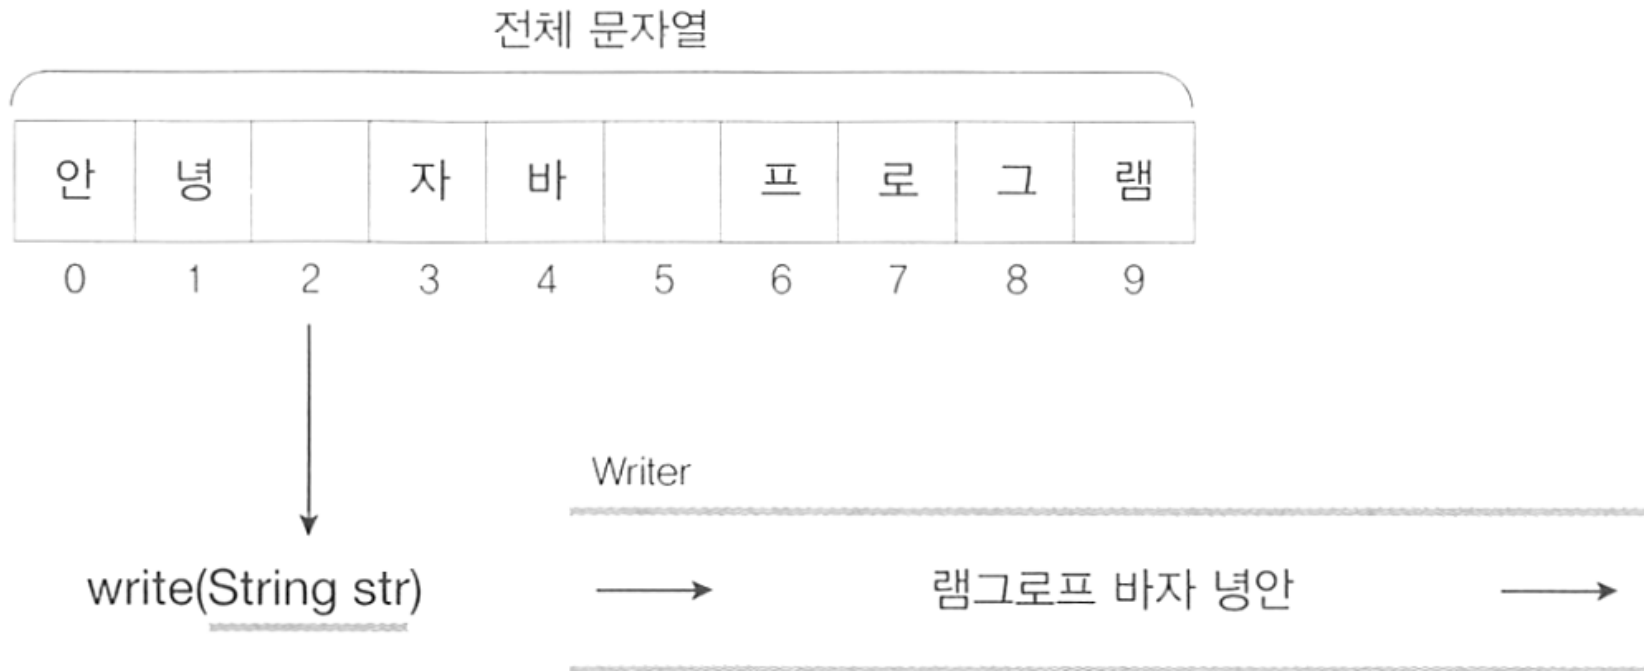 전체 문자열
안 녕 자 바 프 로 그 램
0 1 2 3 4 5 6 7 8 9
Writer
write(String str)
램그로프 바자 녕안